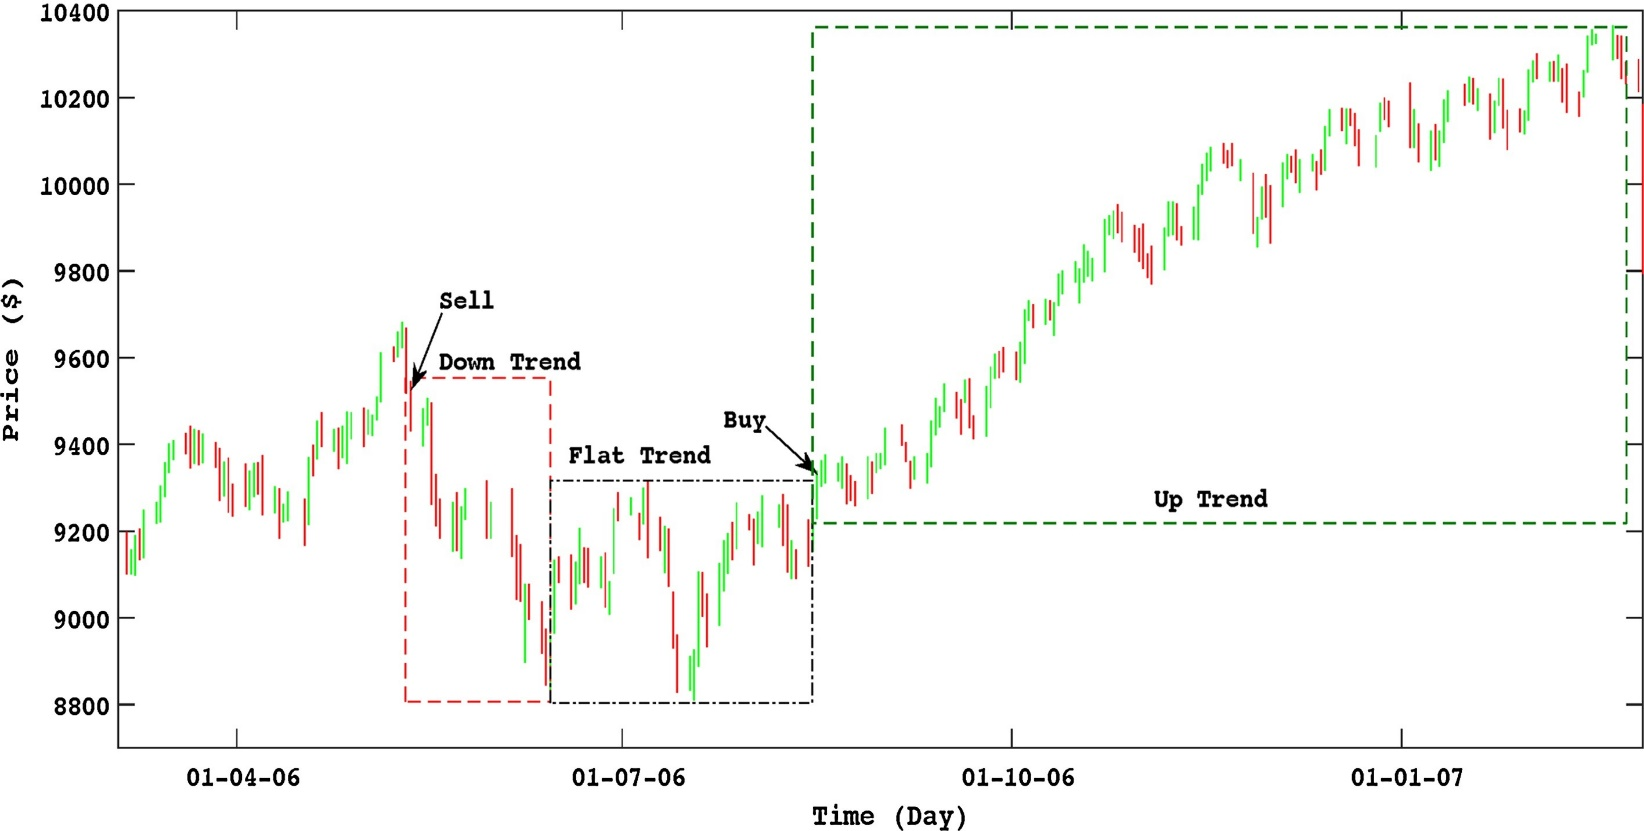 10400
10200
10000
9800
9600
9400
9200
9000
8800
Price ($)
Sell
Down Trend
Buy
Flat Trend
Up Trend
01-04-06
01-07-06
01-10-06
01-01-07
Time (Day)